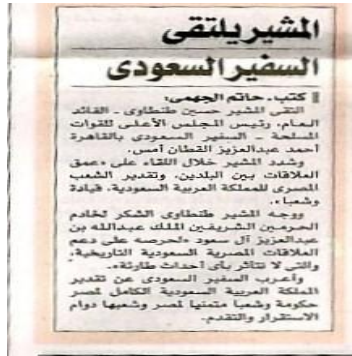 المشير يلتقى
السفير السعودى
كتب ـ حاتم الجهمى:
التقى المشير حسين طنطاوى ـ القائد
العام، رئيس المجلس الأعلى للقوات
المسلحة ـ السفير السعودى بالقاهرة
أحمد عبدالعزيز القطان أمس.
وشدد المشير خلال اللقاء على «عمق
العلاقات بين البلدين، وتقدير الشعب
المصرى للمملكة العربية السعودية، قيادة
وشعبا».
ووجه المشير طنطاوى الشكر لخادم
الحرمين الشريفين الملك عبدالله بن
عبدالعزيز آل سعود «لحرصه على دعم
العلاقات المصرية السعودية التاريخية،
والتى لا تتأثر بأى أحداث طارئة».
وأعرب السفير السعودى عن تقدير
المملكة العربية السعودية الكامل لمصر
حكومة وشعبا متمنيا لمصر وشعبها دوام
الاستقرار والتقدم.